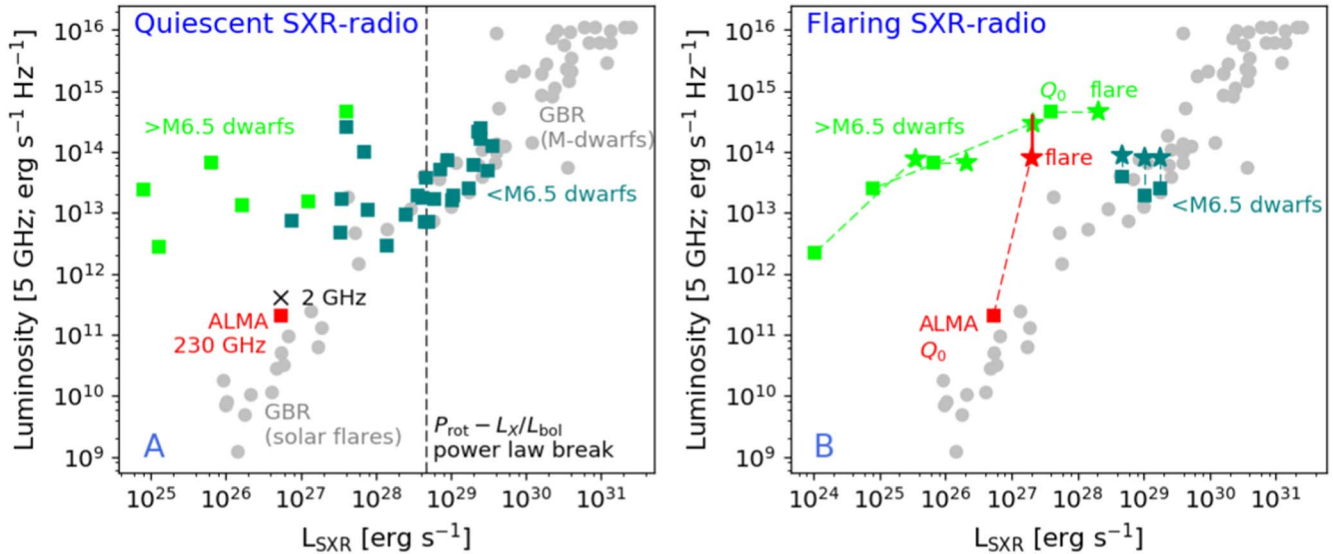 Quiescent SXR-radio
Luminosity [5 GHz; erg s⁻¹ Hz⁻¹]
10¹⁶
10¹⁵
10¹⁴
10¹³
10¹²
10¹¹
10¹⁰
10⁹
>M6.5 dwarfs
GBR
(M-dwarfs)
<M6.5 dwarfs
2 GHz
ALMA
230 GHz
GBR
(solar flares)
P_rot − L_X/L_bol
power law break
A
10²⁵ 10²⁶ 10²⁷ 10²⁸ 10²⁹ 10³⁰ 10³¹
L_SXR [erg s⁻¹]
Flaring SXR-radio
Luminosity [5 GHz; erg s⁻¹ Hz⁻¹]
10¹⁶
10¹⁵
10¹⁴
10¹³
10¹²
10¹¹
10¹⁰
10⁹
Q₀ flare
>M6.5 dwarfs
flare
<M6.5 dwarfs
ALMA
Q₀
B
10²⁴ 10²⁵ 10²⁶ 10²⁷ 10²⁸ 10²⁹ 10³⁰ 10³¹
L_SXR [erg s⁻¹]